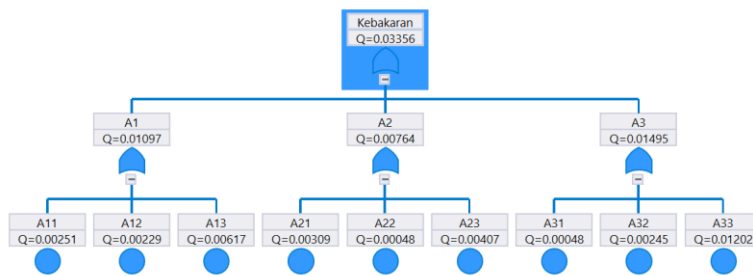 Kebakaran
Q=0.03356
A1
Q=0.01097
A2
Q=0.00764
A3
Q=0.01495
A11
Q=0.00251
A12
Q=0.00229
A13
Q=0.00617
A21
Q=0.00309
A22
Q=0.00048
A23
Q=0.00407
A31
Q=0.00048
A32
Q=0.00245
A33
Q=0.01202